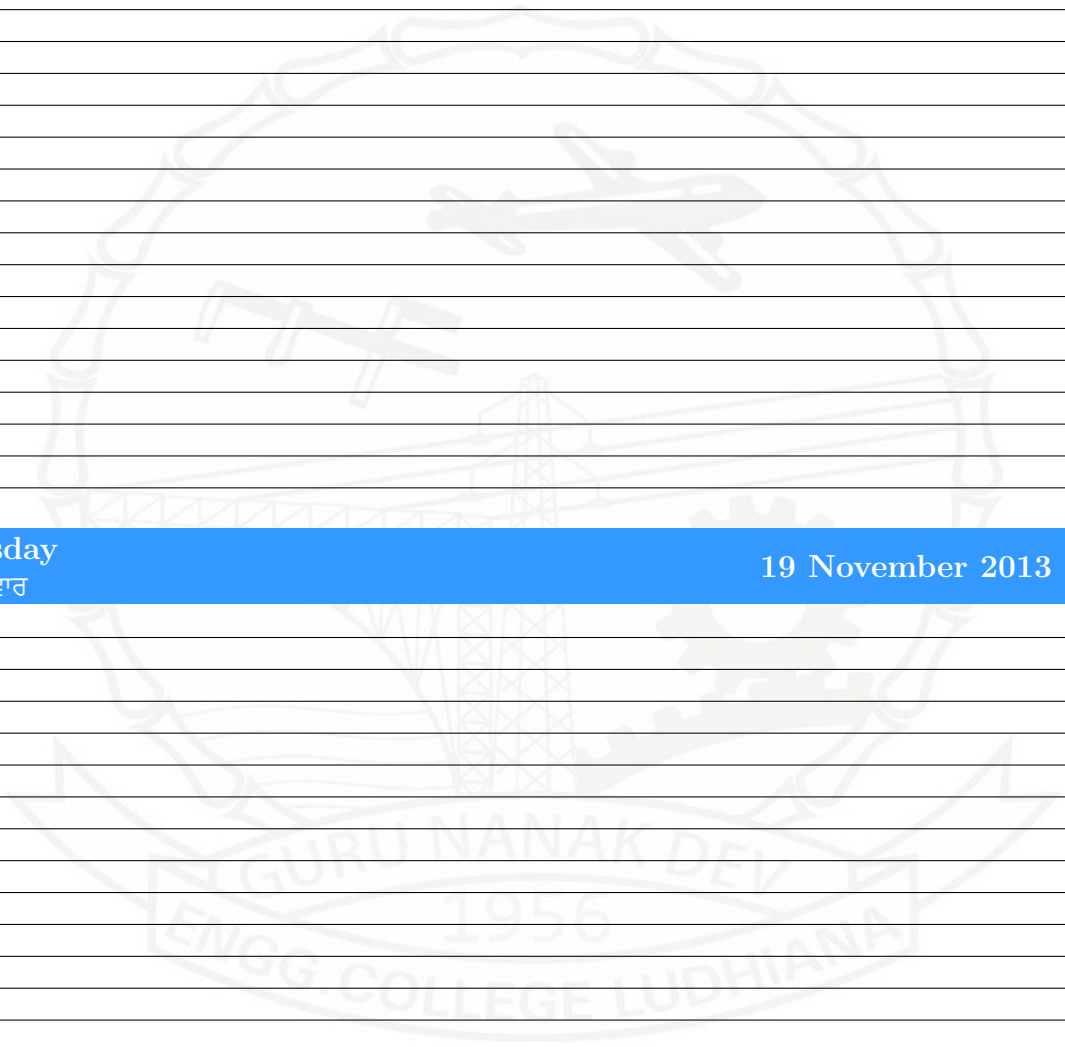 sday
ਵਾਰ
19 November 2013
GURU NANAK DEV
1956
ENGG. COLLEGE LUDHIANA